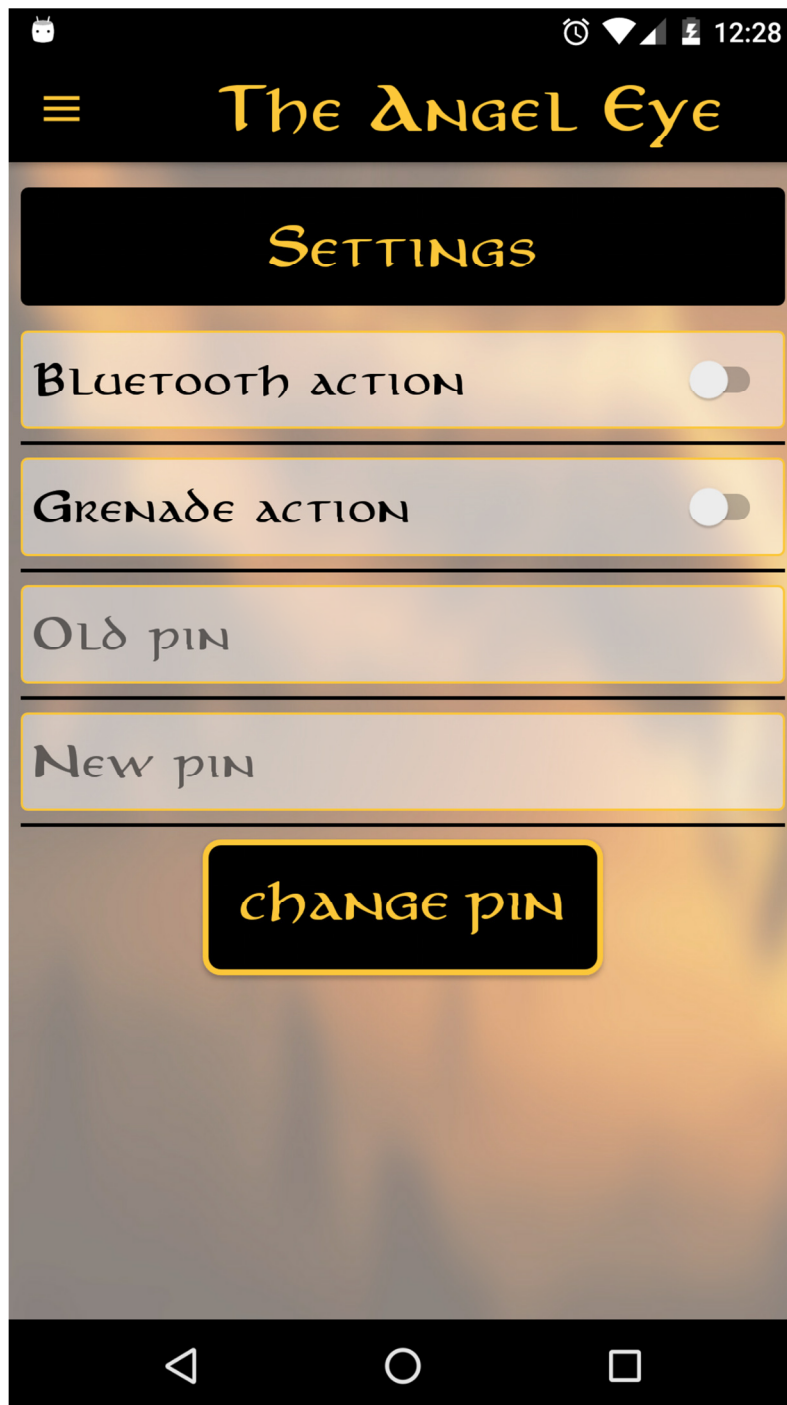 12:28
The Angel Eye
Settings
Bluetooth action
Grenade action
Old pin
New pin
change pin